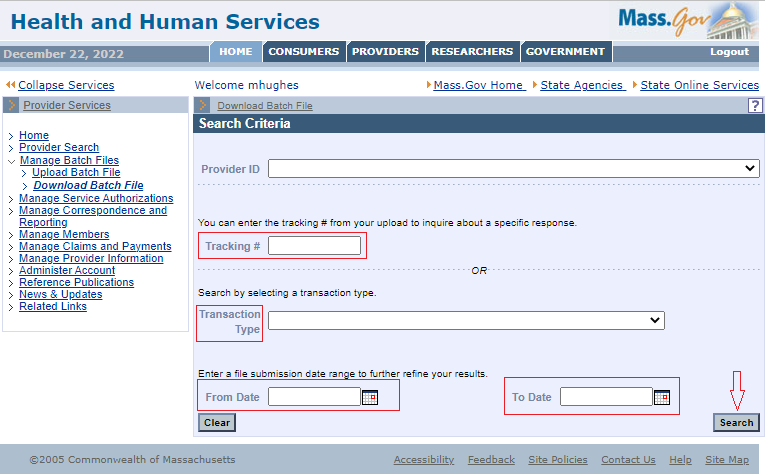 Health and Human Services
Mass.Gov
December 22, 2022
HOME CONSUMERS PROVIDERS RESEARCHERS GOVERNMENT Logout
Collapse Services Welcome mhughes Mass.Gov Home State Agencies State Online Services
Provider Services
Download Batch File ?
Search Criteria
Home
Provider Search
Manage Batch Files
Upload Batch File
Download Batch File
Manage Service Authorizations
Manage Correspondence and
Reporting
Manage Members
Manage Claims and Payments
Manage Provider Information
Administer Account
Reference Publications
News & Updates
Related Links
Provider ID
You can enter the tracking # from your upload to inquire about a specific response.
Tracking #
OR
Search by selecting a transaction type.
Transaction
Type
Enter a file submission date range to further refine your results.
From Date To Date
Clear Search
©2005 Commonwealth of Massachusetts Accessibility Feedback Site Policies Contact Us Help Site Map